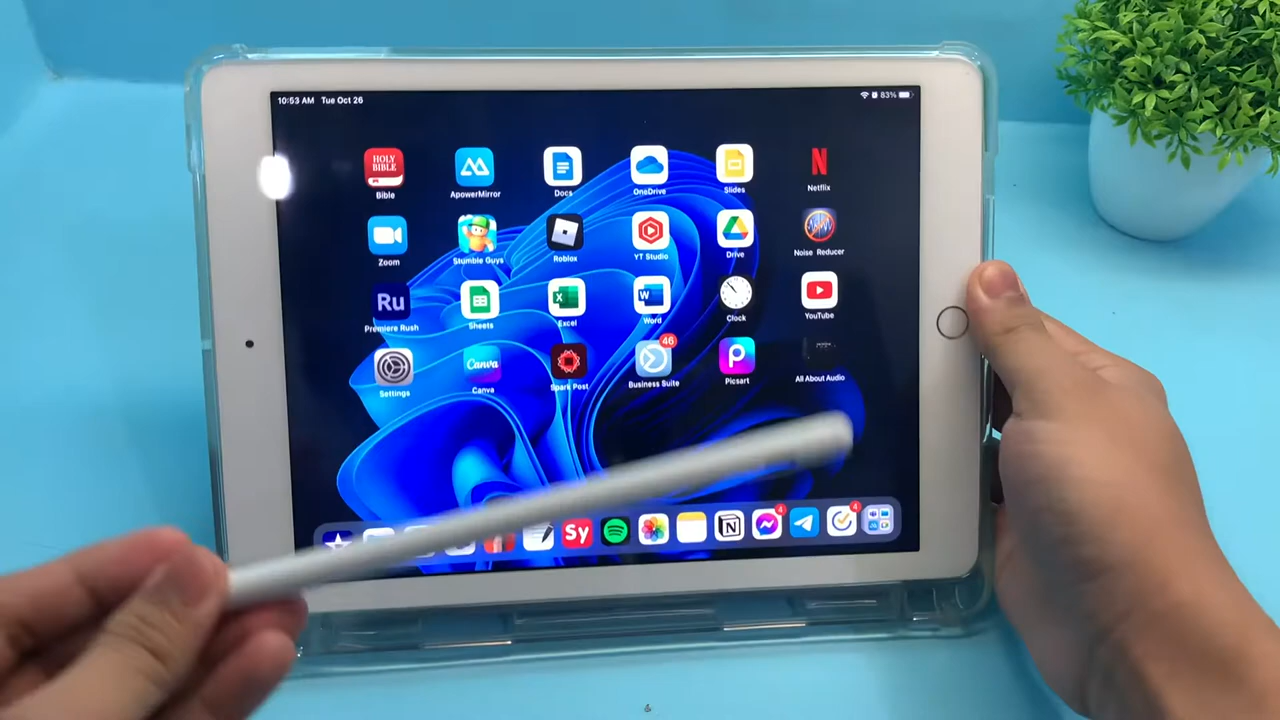 10:53 AM Tue Oct 26
83%
HOLY
BIBLE
Bible
ApowerMirror
Docs
OneDrive
Slides
N
Netflix
Zoom
Stumble Guys
Roblox
YT Studio
Drive
Noise Reducer
Ru
Premiere Rush
Sheets
X
Excel
W
Word
Clock
YouTube
Settings
Canva
Canva
Spark Post
46
Business Suite
P
Picsart
All About Audio
Sy
N
4
4